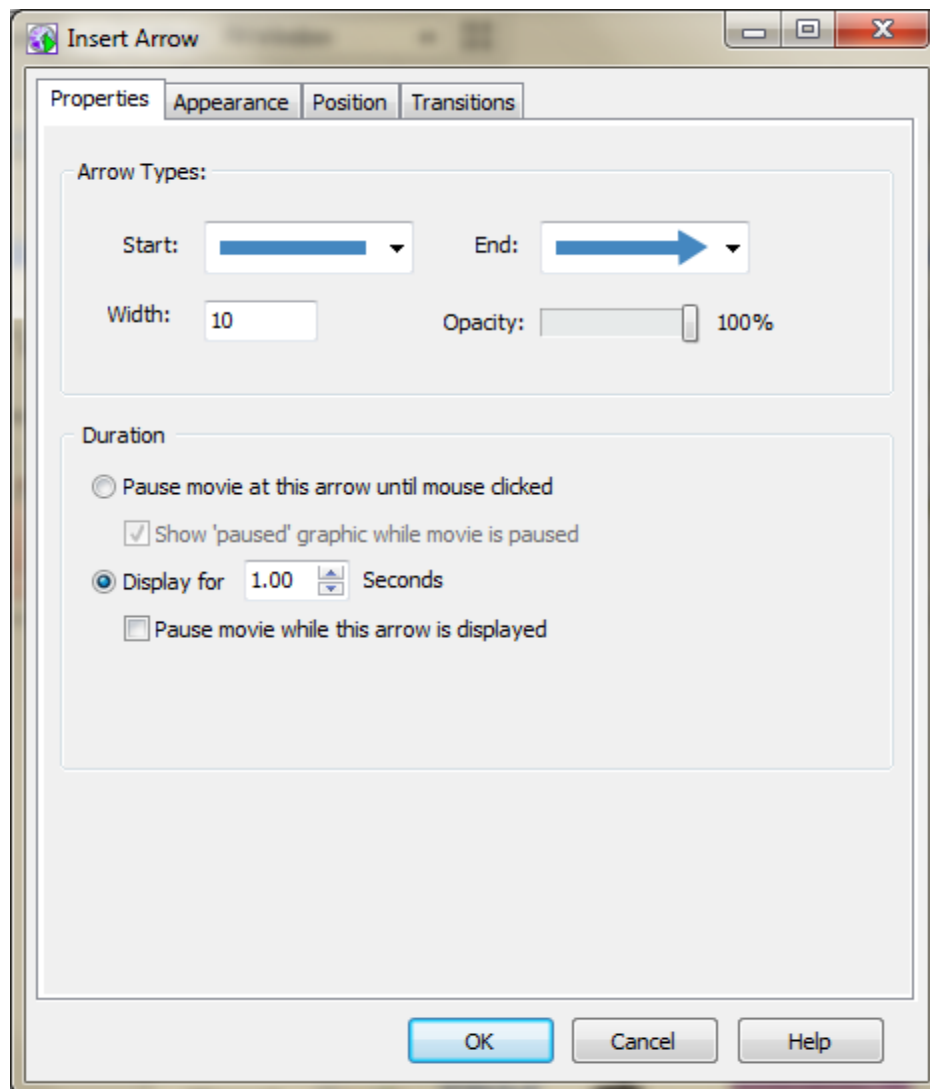 Insert Arrow
Properties Appearance Position Transitions
Arrow Types:
Start: End:
Width: 10 Opacity: 100%
Duration
Pause movie at this arrow until mouse clicked
Show 'paused' graphic while movie is paused
Display for 1.00 Seconds
Pause movie while this arrow is displayed
OK Cancel Help